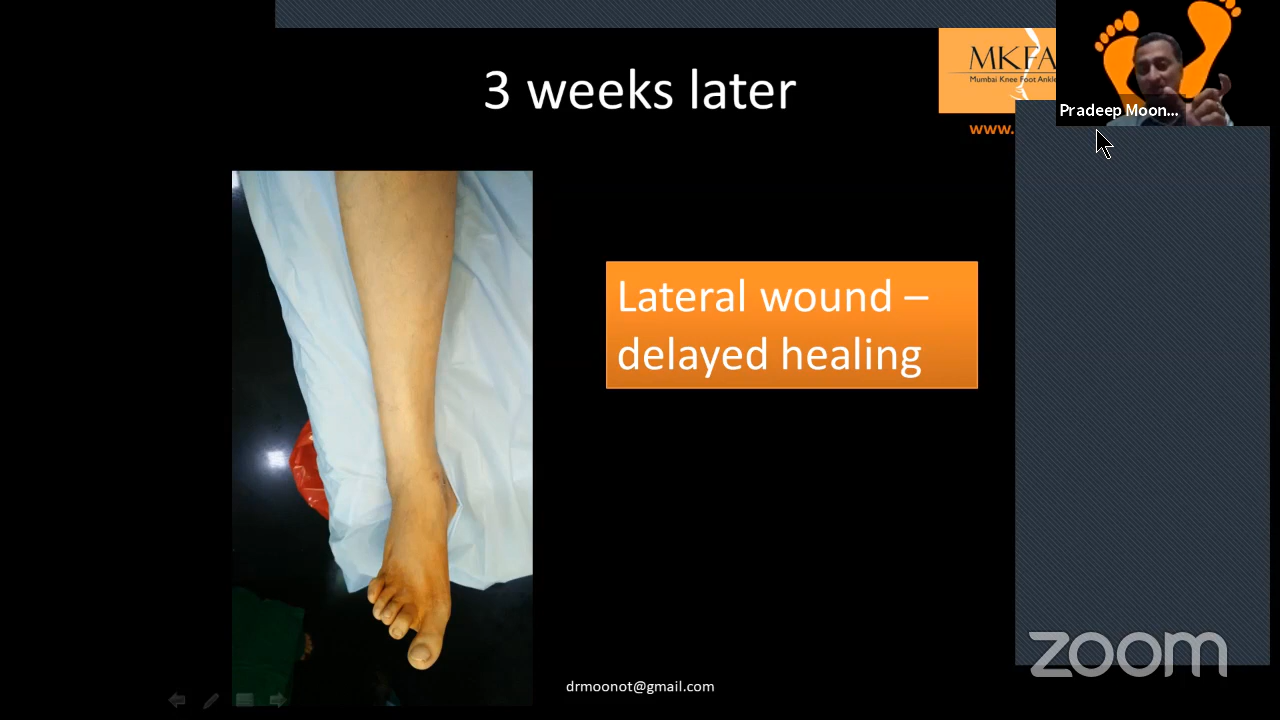 3 weeks later
MKFA
Mumbai Knee Foot Ankle
www.
Pradeep Moon...
Lateral wound –
delayed healing
drmoonot@gmail.com
zoom